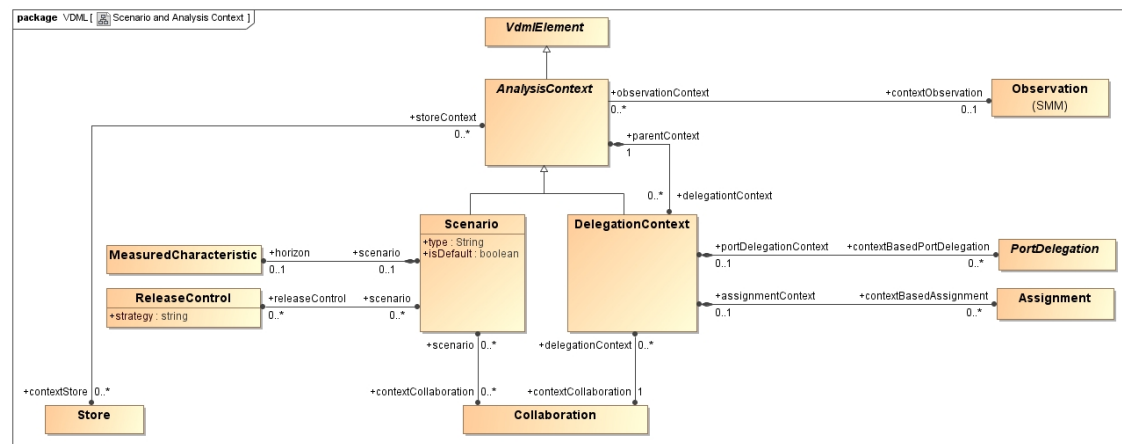 package VDML [ Scenario and Analysis Context ]
VdmlElement
AnalysisContext
+observationContext
0..*
+contextObservation
0..1
Observation
(SMM)
+storeContext
0..*
+parentContext
1
0..*
+delegationtContext
Scenario
+type : String
+isDefault : boolean
DelegationContext
MeasuredCharacteristic
+horizon
0..1
+scenario
0..1
+portDelegationContext
0..1
+contextBasedPortDelegation
0..*
PortDelegation
ReleaseControl
+strategy : string
+releaseControl
0..*
+scenario
0..*
+assignmentContext
0..1
+contextBasedAssignment
0..*
Assignment
+scenario
0..*
+delegationContext
0..*
+contextStore
0..*
+contextCollaboration
0..*
+contextCollaboration
1
Store
Collaboration